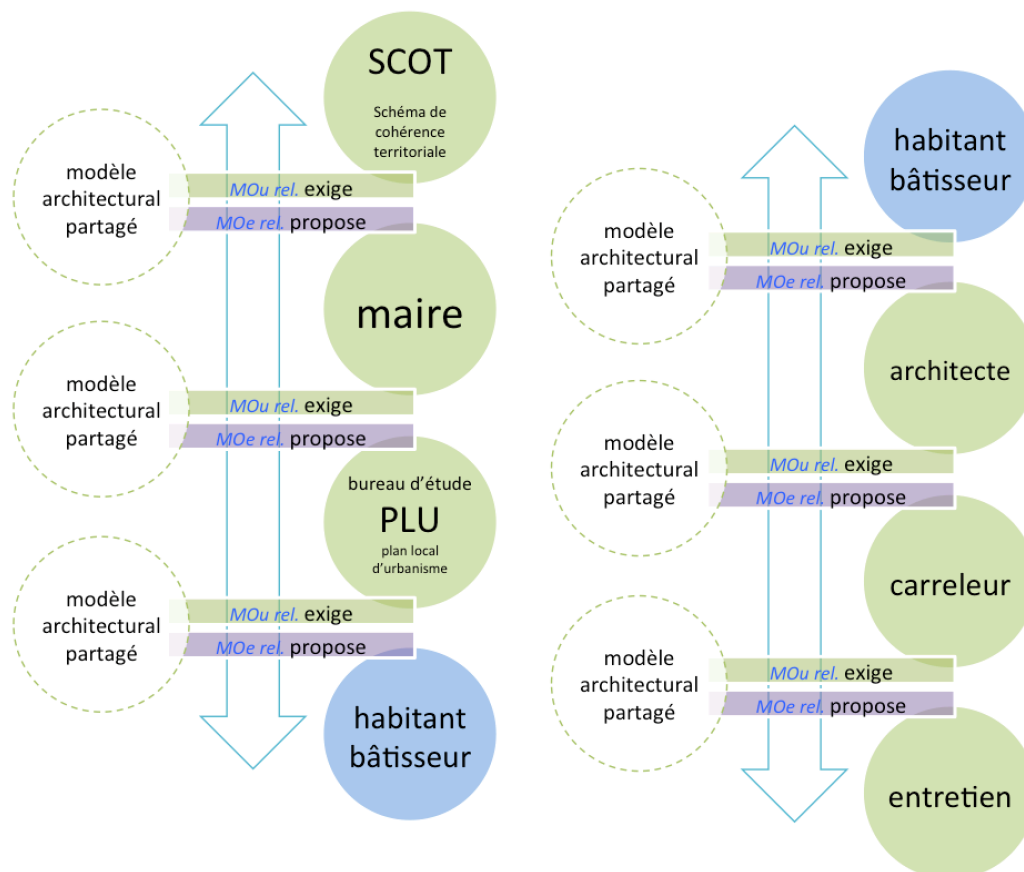 SCOT
Schéma de
cohérence
territoriale
modèle
architectural
partagé
MOu rel. exige
MOe rel. propose
maire
modèle
architectural
partagé
MOu rel. exige
MOe rel. propose
bureau d’étude
PLU
plan local
d’urbanisme
modèle
architectural
partagé
MOu rel. exige
MOe rel. propose
habitant
bâtisseur
habitant
bâtisseur
modèle
architectural
partagé
MOu rel. exige
MOe rel. propose
architecte
modèle
architectural
partagé
MOu rel. exige
MOe rel. propose
carreleur
modèle
architectural
partagé
MOu rel. exige
MOe rel. propose
entretien